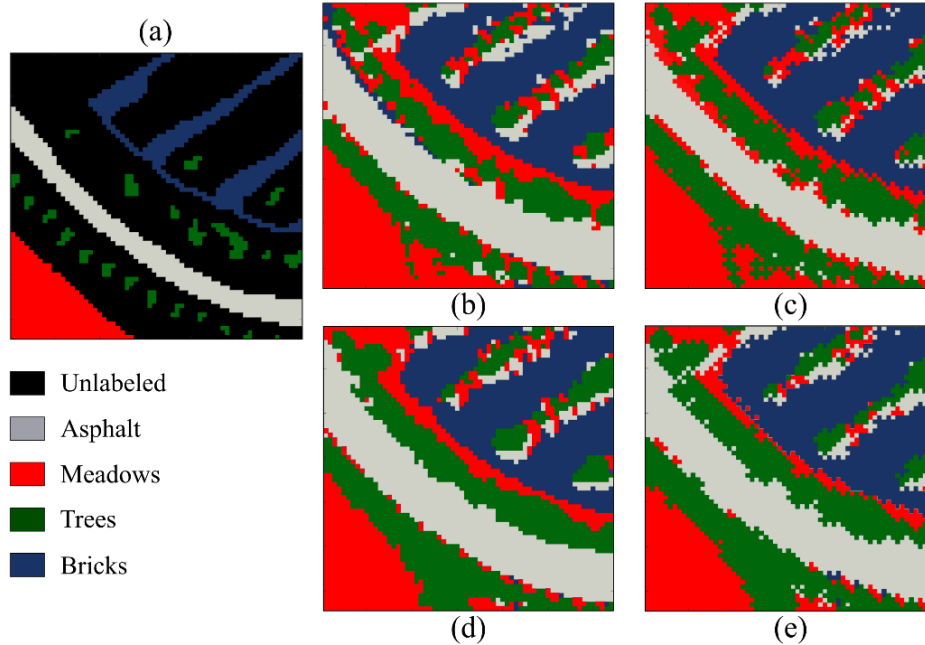 (a)
(b)
(c)
Unlabeled
Asphalt
Meadows
Trees
Bricks
(d)
(e)